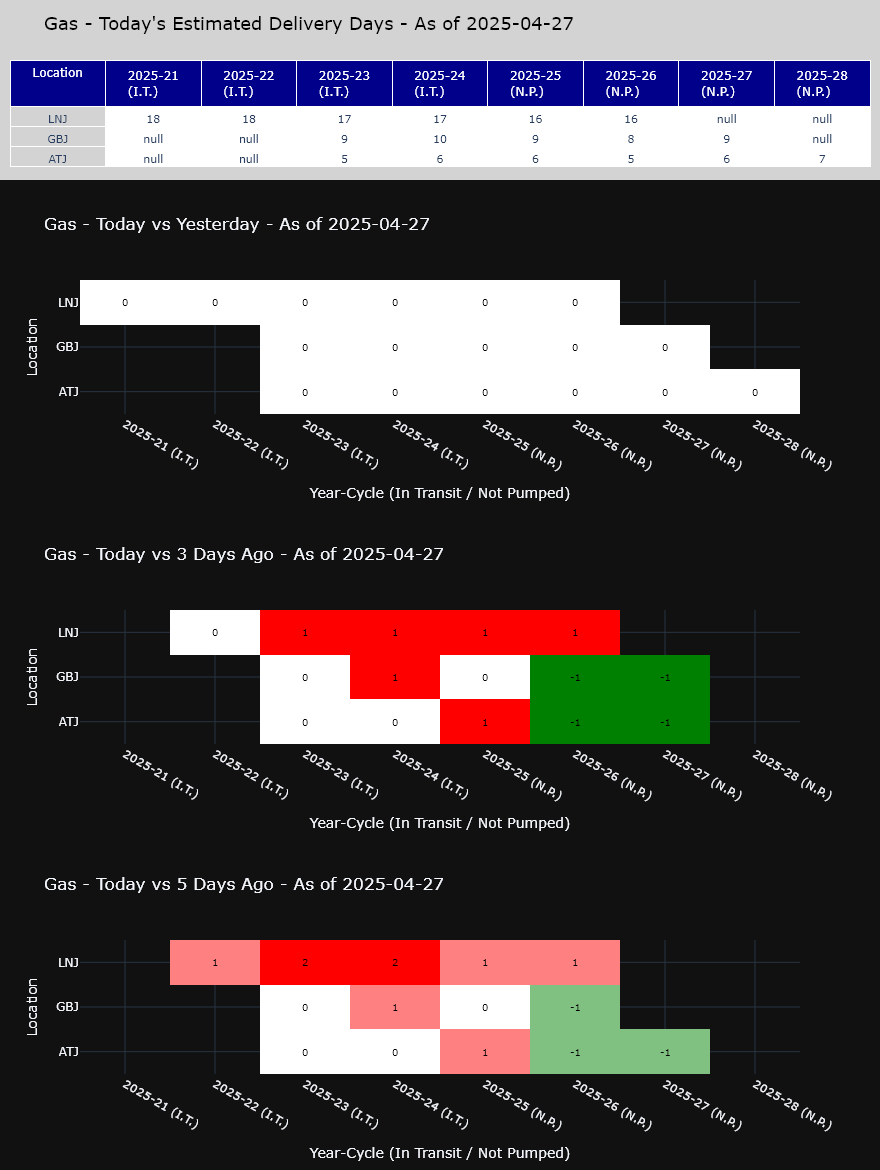 Gas - Today's Estimated Delivery Days - As of 2025-04-27
Location 2025-21 (I.T.) 2025-22 (I.T.) 2025-23 (I.T.) 2025-24 (I.T.) 2025-25 (N.P.) 2025-26 (N.P.) 2025-27 (N.P.) 2025-28 (N.P.)
LNJ 18 18 17 17 16 16 null null
GBJ null null 9 10 9 8 9 null
ATJ null null 5 6 6 5 6 7
Gas - Today vs Yesterday - As of 2025-04-27
Location
LNJ 0 0 0 0 0 0
GBJ 0 0 0 0 0
ATJ 0 0 0 0 0 0
2025-21 (I.T.) 2025-22 (I.T.) 2025-23 (I.T.) 2025-24 (I.T.) 2025-25 (N.P.) 2025-26 (N.P.) 2025-27 (N.P.) 2025-28 (N.P.)
Year-Cycle (In Transit / Not Pumped)
Gas - Today vs 3 Days Ago - As of 2025-04-27
Location
LNJ 0 1 1 1 1
GBJ 0 1 0 -1 -1
ATJ 0 0 1 -1 -1
2025-21 (I.T.) 2025-22 (I.T.) 2025-23 (I.T.) 2025-24 (I.T.) 2025-25 (N.P.) 2025-26 (N.P.) 2025-27 (N.P.) 2025-28 (N.P.)
Year-Cycle (In Transit / Not Pumped)
Gas - Today vs 5 Days Ago - As of 2025-04-27
Location
LNJ 1 2 2 1 1
GBJ 0 1 0 -1
ATJ 0 0 1 -1 -1
2025-21 (I.T.) 2025-22 (I.T.) 2025-23 (I.T.) 2025-24 (I.T.) 2025-25 (N.P.) 2025-26 (N.P.) 2025-27 (N.P.) 2025-28 (N.P.)
Year-Cycle (In Transit / Not Pumped)